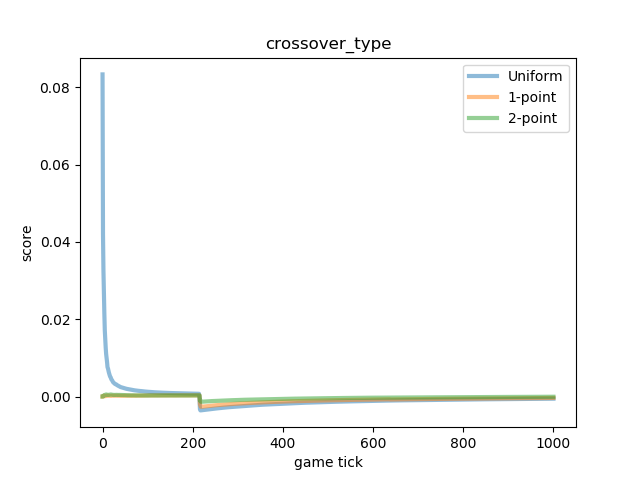 crossover_type
Uniform
1-point
2-point
0.08
0.06
0.04
0.02
0.00
score
0 200 400 600 800 1000
game tick